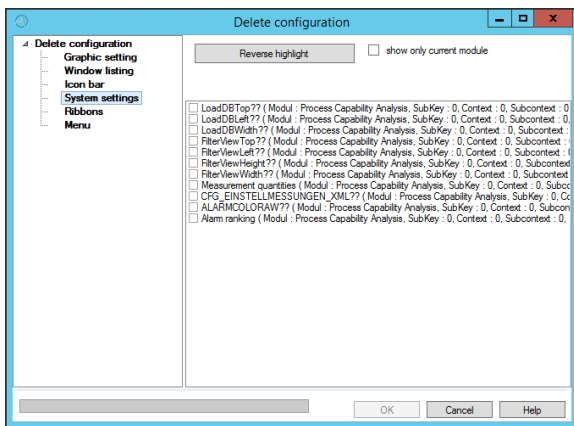 Delete configuration
Delete configuration
Graphic setting
Window listing
Icon bar
System settings
Ribbons
Menu
Reverse highlight
show only current module
LoadDBTop?? ( Modul : Process Capability Analysis, SubKey : 0, Context : 0, Subcontext : 0
LoadDBLeft?? ( Modul : Process Capability Analysis, SubKey : 0, Context : 0, Subcontext : 0,
LoadDBWidth?? ( Modul : Process Capability Analysis, SubKey : 0, Context : 0, Subcontext :
FilterViewTop?? ( Modul : Process Capability Analysis, SubKey : 0, Context : 0, Subcontext :
FilterViewLeft?? ( Modul : Process Capability Analysis, SubKey : 0, Context : 0, Subcontext : 
FilterViewHeight?? ( Modul : Process Capability Analysis, SubKey : 0, Context : 0, Subcontext
FilterViewWidth?? ( Modul : Process Capability Analysis, SubKey : 0, Context : 0, Subcontext
Measurement quantities ( Modul : Process Capability Analysis, SubKey : 0, Context : 0, Subcc
CFG_EINSTELLMESSUNGEN_XML?? ( Modul : Process Capability Analysis, SubKey : 0, Cc
ALARMCOLORAW?? ( Modul : Process Capability Analysis, SubKey : 0, Context : 0, Subcon
Alarm ranking ( Modul : Process Capability Analysis, SubKey : 0, Context : 0, Subcontext : 0,
OK
Cancel
Help